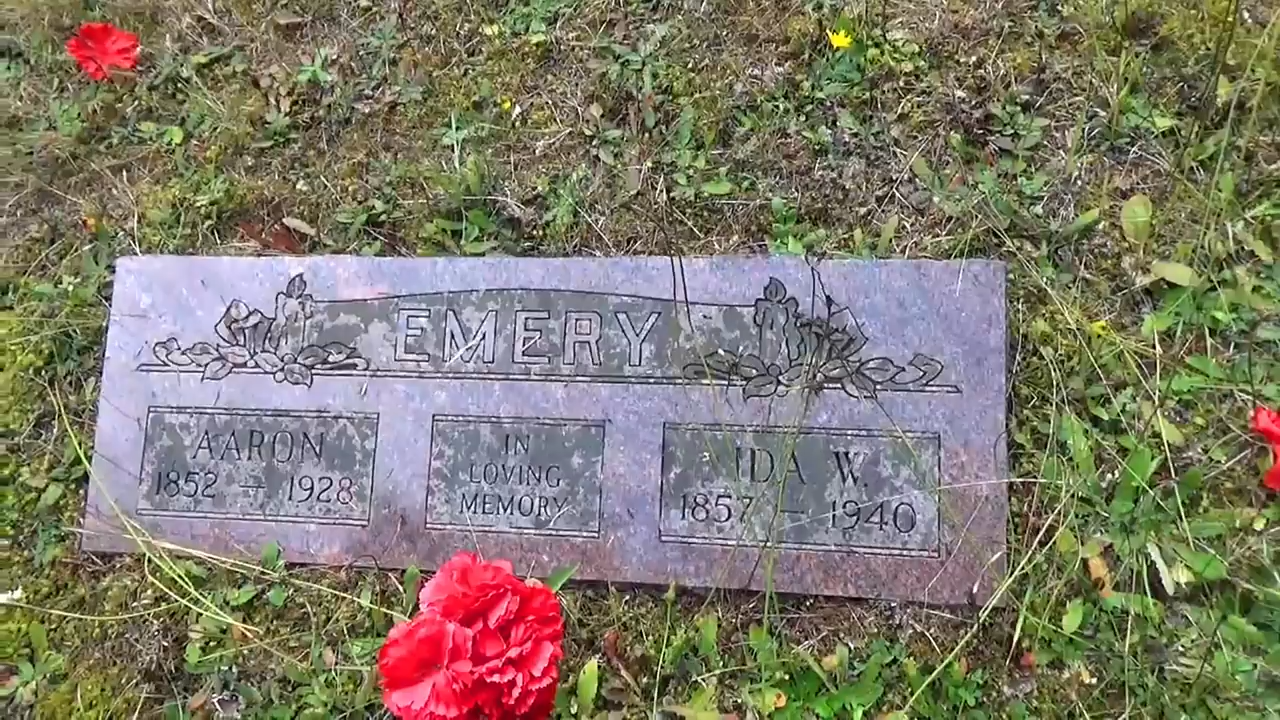 EMERY
AARON
1852 — 1928
IN
LOVING
MEMORY
IDA W.
1857 — 1940